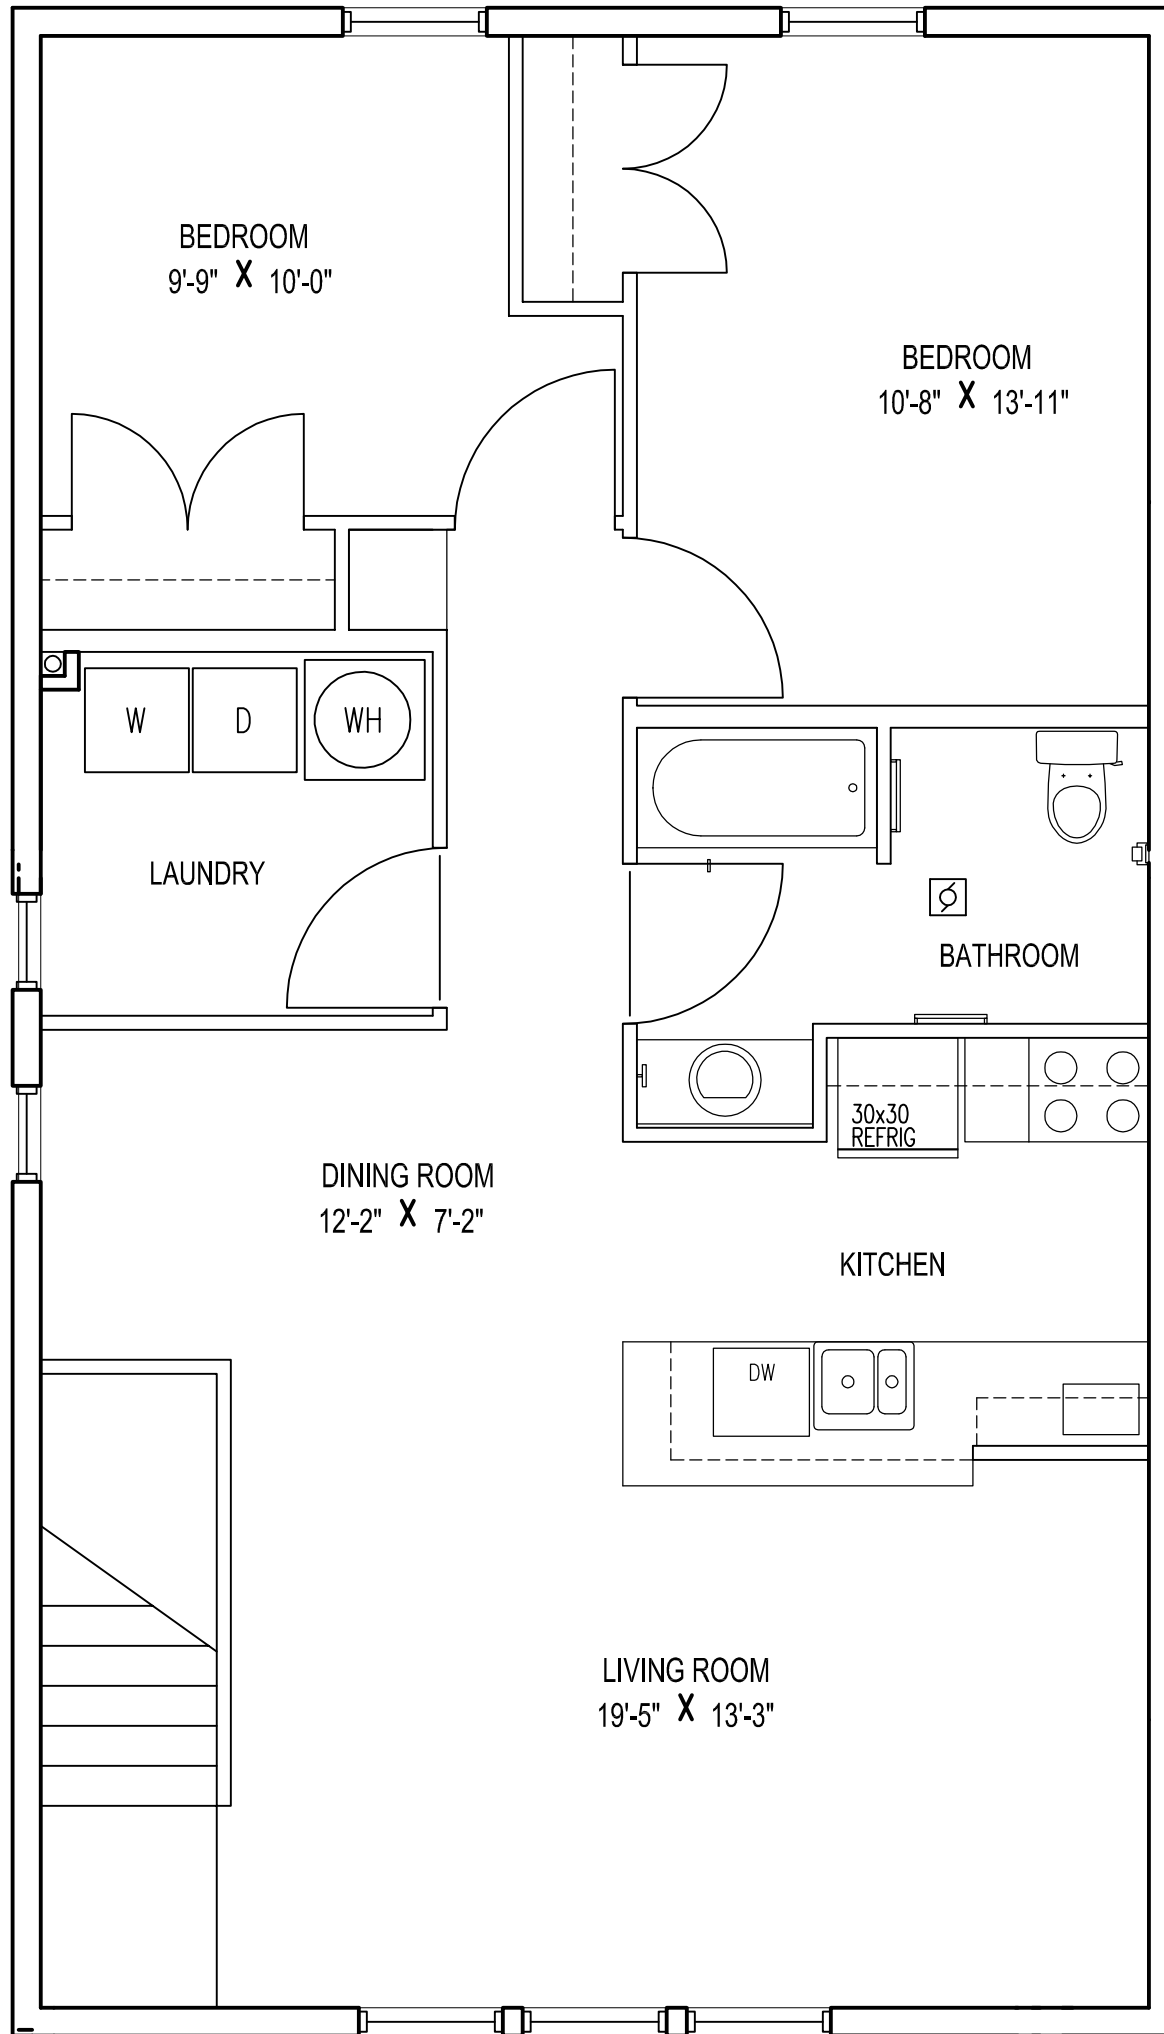 BEDROOM
9'-9" X 10'-0"
BEDROOM
10'-8" X 13'-11"
W
D
WH
LAUNDRY
BATHROOM
30x30
REFRIG
DINING ROOM
12'-2" X 7'-2"
KITCHEN
DW
LIVING ROOM
19'-5" X 13'-3"